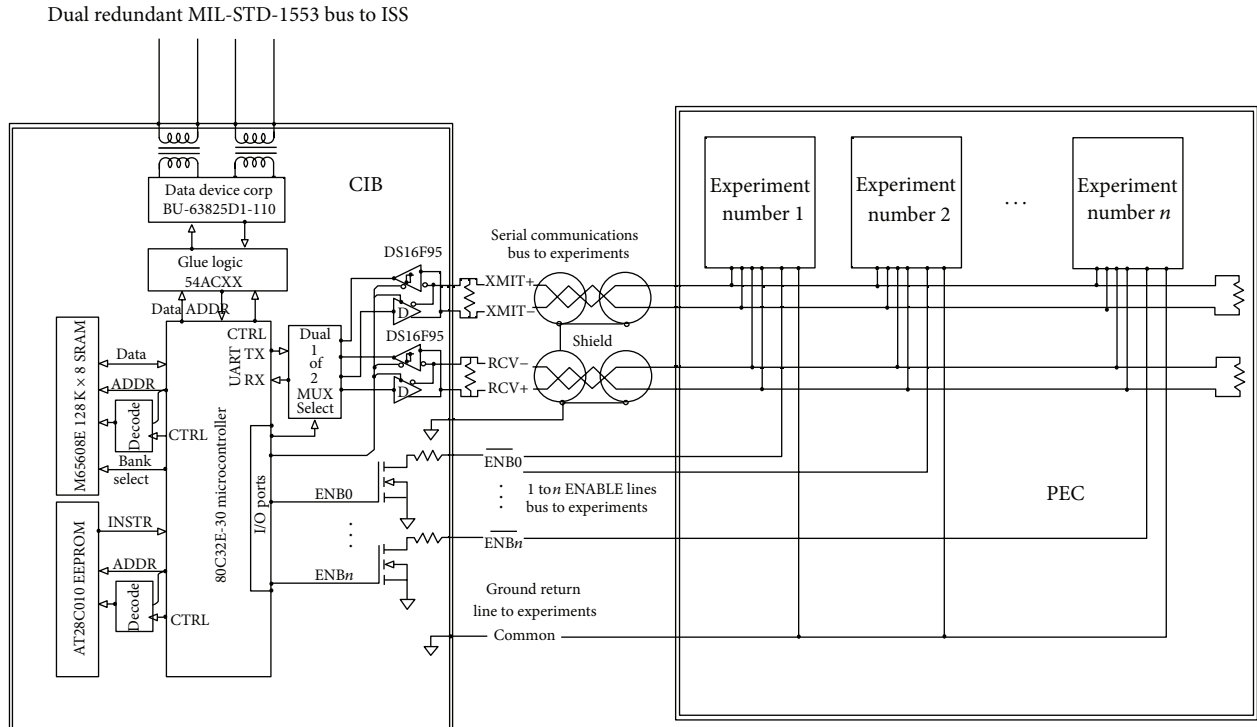 Dual redundant MIL-STD-1553 bus to ISS
CIB
Data device corp
BU-63825D1-110
Glue logic
54ACXX
Data ADDR
CTRL
UART
TX
RX
Dual
1
of
2
MUX
Select
DS16F95
D
DS16F95
D
M65608E 128 K × 8 SRAM
Data
ADDR
Decode
CTRL
Bank
select
80C32E-30 microcontroller
I/O ports
AT28C010 EEPROM
INSTR
ADDR
Decode
CTRL
ENB0
ENBn
Serial communications
bus to experiments
XMIT+
XMIT−
Shield
RCV−
RCV+
E̅N̅B̅0̅
1 to n ENABLE lines
bus to experiments
E̅N̅B̅n̅
Ground return
line to experiments
Common
Experiment
number 1
Experiment
number 2
...
Experiment
number n
PEC